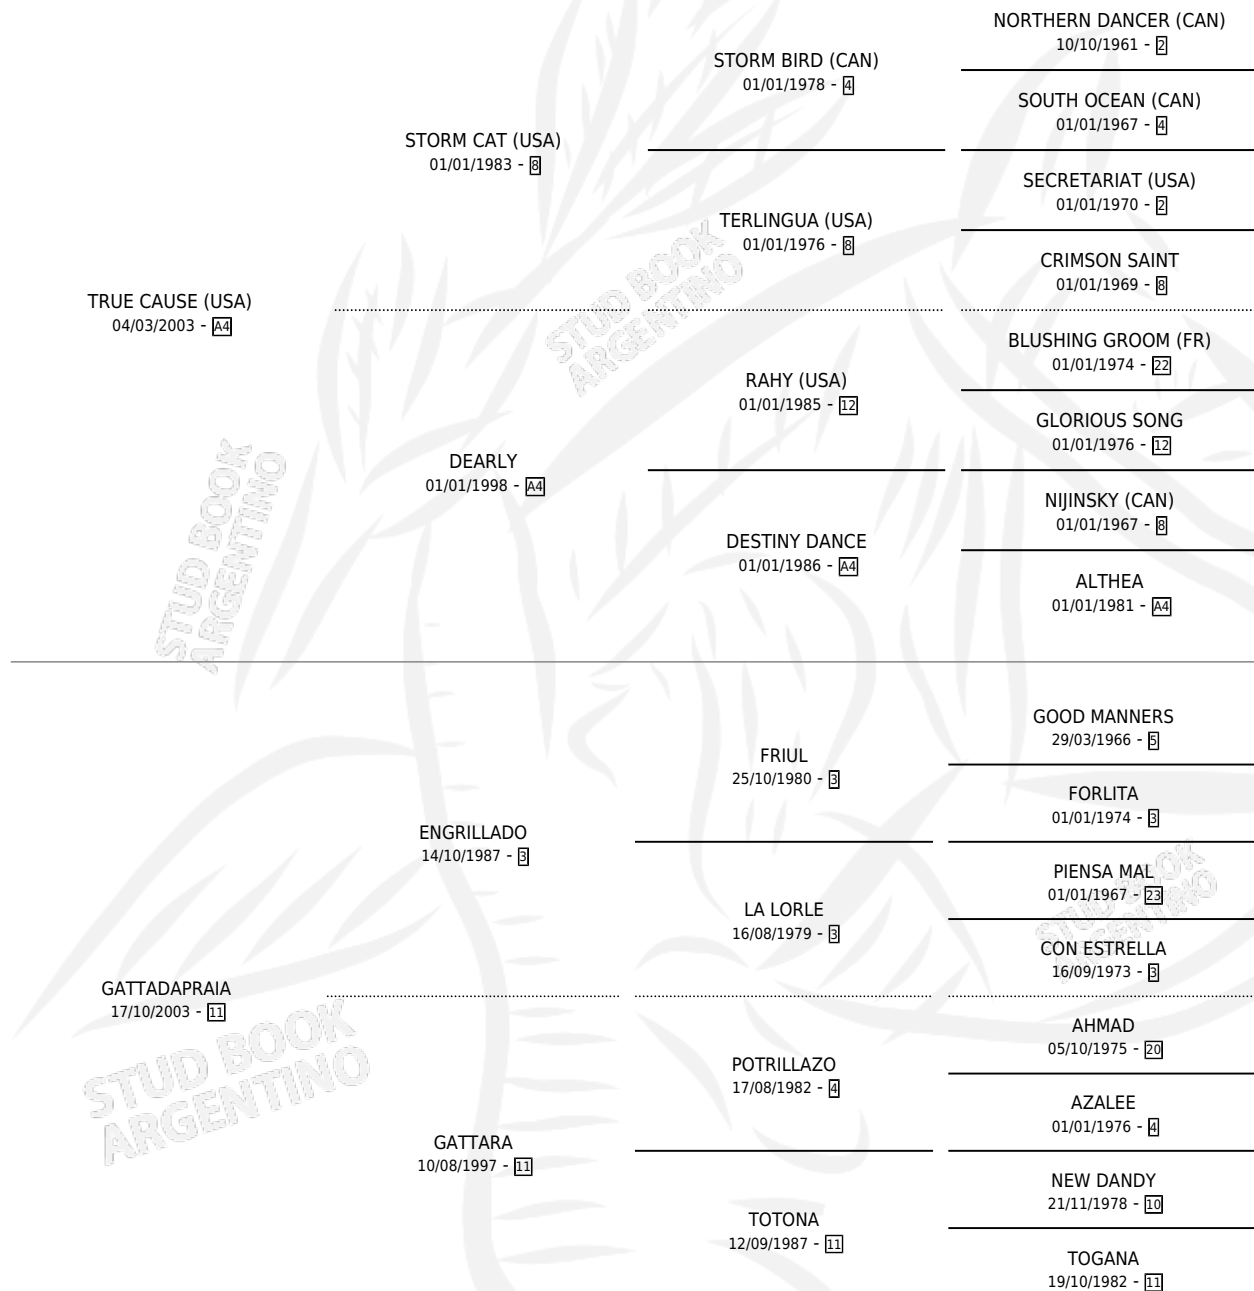 NORTHERN DANCER (CAN)
10/10/1961 - 2
STORM BIRD (CAN)
01/01/1978 - 4
SOUTH OCEAN (CAN)
01/01/1967 - 4
STORM CAT (USA)
01/01/1983 - 8
SECRETARIAT (USA)
01/01/1970 - 2
TERLINGUA (USA)
01/01/1976 - 8
CRIMSON SAINT
01/01/1969 - 8
TRUE CAUSE (USA)
04/03/2003 - A4
BLUSHING GROOM (FR)
01/01/1974 - 22
RAHY (USA)
01/01/1985 - 12
GLORIOUS SONG
01/01/1976 - 12
DEARLY
01/01/1998 - A4
NIJINSKY (CAN)
01/01/1967 - 8
DESTINY DANCE
01/01/1986 - A4
ALTHEA
01/01/1981 - A4
GOOD MANNERS
29/03/1966 - 5
FRIUL
25/10/1980 - 3
FORLITA
01/01/1974 - 3
ENGRILLADO
14/10/1987 - 3
PIENSA MAL
01/01/1967 - 23
LA LORLE
16/08/1979 - 3
CON ESTRELLA
16/09/1973 - 3
GATTADAPRAIA
17/10/2003 - 11
AHMAD
05/10/1975 - 20
POTRILLAZO
17/08/1982 - 4
AZALEE
01/01/1976 - 4
GATTARA
10/08/1997 - 11
NEW DANDY
21/11/1978 - 10
TOTONA
12/09/1987 - 11
TOGANA
19/10/1982 - 11
STUD BOOK
ARGENTINO
STUD BOOK
ARGENTINO
STUD BOOK
ARGENTINO
STUD BOOK
ARGENTINO